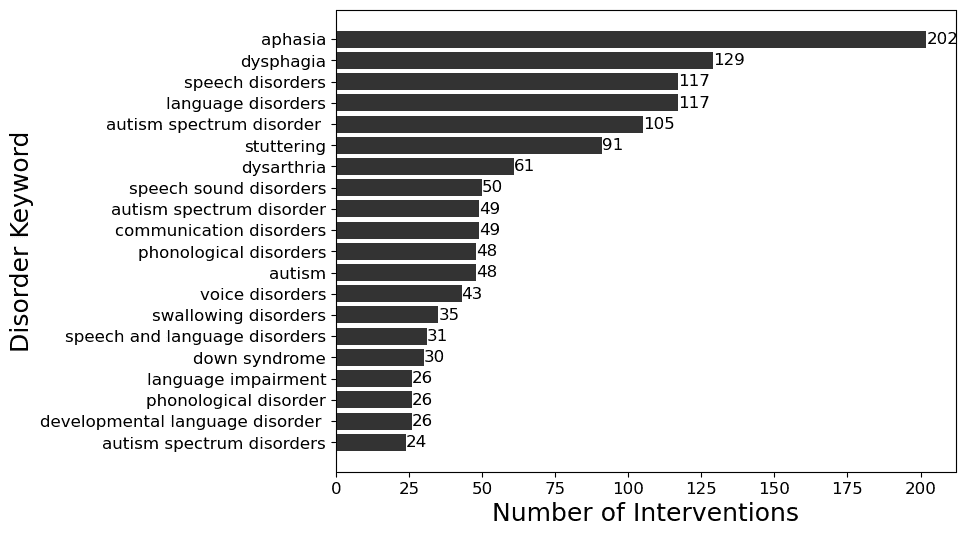 Disorder Keyword
aphasia 202
dysphagia 129
speech disorders 117
language disorders 117
autism spectrum disorder 105
stuttering 91
dysarthria 61
speech sound disorders 50
autism spectrum disorder 49
communication disorders 49
phonological disorders 48
autism 48
voice disorders 43
swallowing disorders 35
speech and language disorders 31
down syndrome 30
language impairment 26
phonological disorder 26
developmental language disorder 26
autism spectrum disorders 24
0 25 50 75 100 125 150 175 200
Number of Interventions